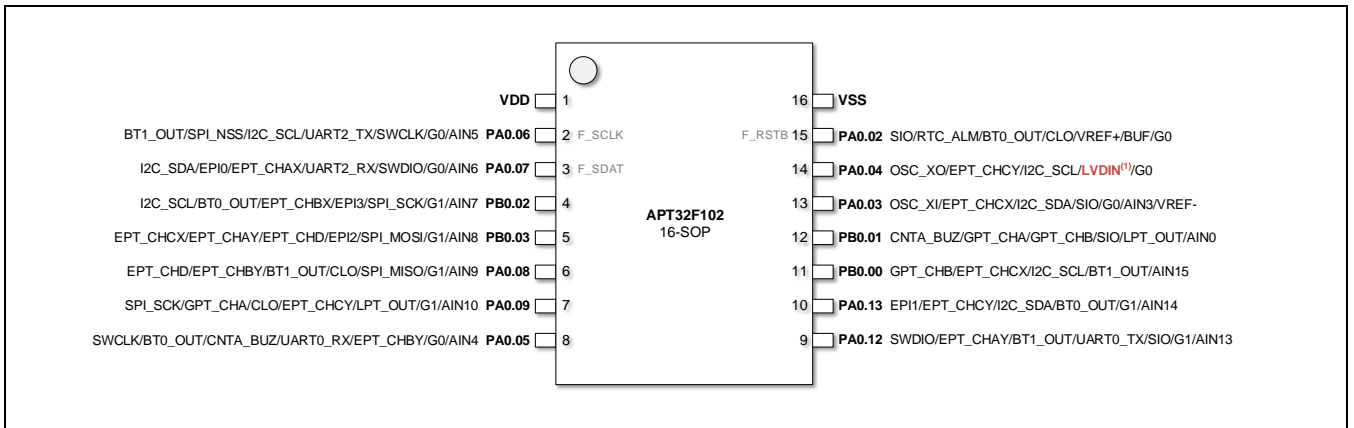 VDD 1 16 VSS
BT1_OUT/SPI_NSS/I2C_SCL/UART2_TX/SWCLK/G0/AIN5 PA0.06 2 F_SCLK F_RSTB 15 PA0.02 SIO/RTC_ALM/BT0_OUT/CLO/VREF+/BUF/G0
I2C_SDA/EPI0/EPT_CHAX/UART2_RX/SWDIO/G0/AIN6 PA0.07 3 F_SDAT 14 PA0.04 OSC_XO/EPT_CHCY/I2C_SCL/LVDIN(1)/G0
I2C_SCL/BT0_OUT/EPT_CHBX/EPI3/SPI_SCK/G1/AIN7 PB0.02 4 13 PA0.03 OSC_XI/EPT_CHCX/I2C_SDA/SIO/G0/AIN3/VREF-
APT32F102
16-SOP
EPT_CHCX/EPT_CHAY/EPT_CHD/EPI2/SPI_MOSI/G1/AIN8 PB0.03 5 12 PB0.01 CNTA_BUZ/GPT_CHA/GPT_CHB/SIO/LPT_OUT/AIN0
EPT_CHD/EPT_CHBY/BT1_OUT/CLO/SPI_MISO/G1/AIN9 PA0.08 6 11 PB0.00 GPT_CHB/EPT_CHCX/I2C_SCL/BT1_OUT/AIN15
SPI_SCK/GPT_CHA/CLO/EPT_CHCY/LPT_OUT/G1/AIN10 PA0.09 7 10 PA0.13 EPI1/EPT_CHCY/I2C_SDA/BT0_OUT/G1/AIN14
SWCLK/BT0_OUT/CNTA_BUZ/UART0_RX/EPT_CHBY/G0/AIN4 PA0.05 8 9 PA0.12 SWDIO/EPT_CHAY/BT1_OUT/UART0_TX/SIO/G1/AIN13